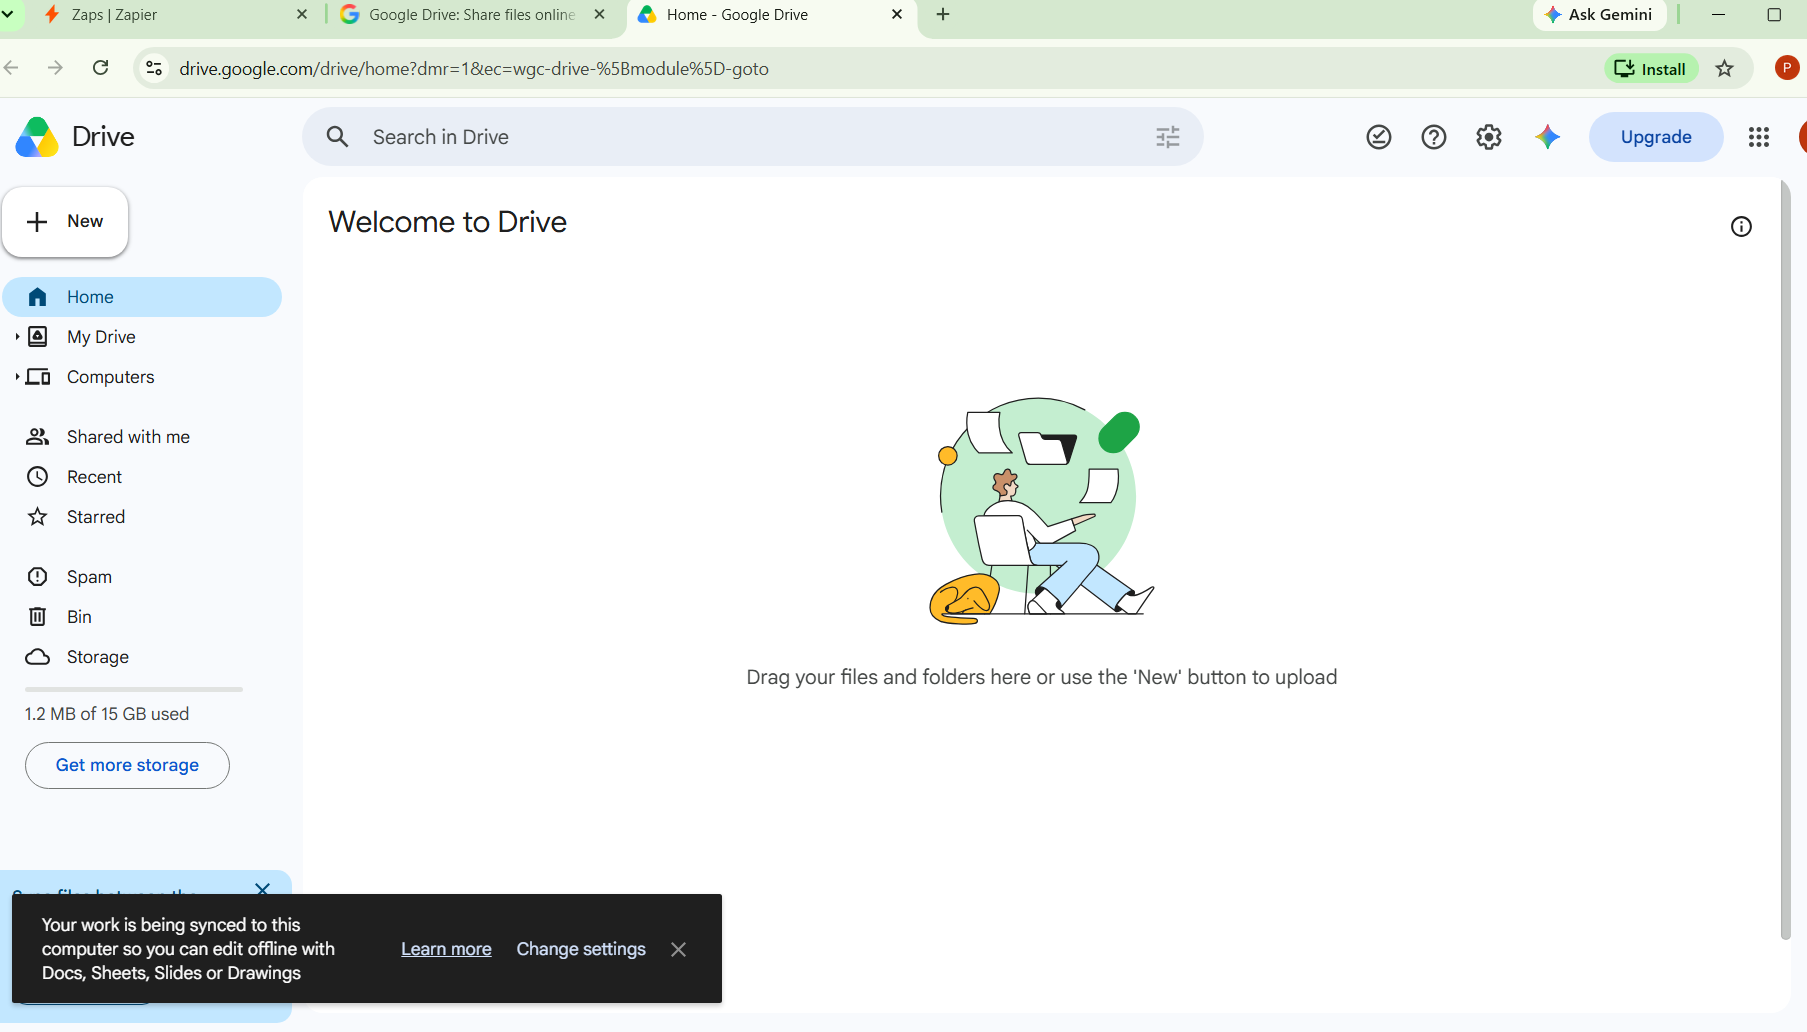 Zaps | Zapier
Google Drive: Share files online
Home - Google Drive
Ask Gemini
drive.google.com/drive/home?dmr=1&ec=wgc-drive-%5Bmodule%5D-goto
Install
P
Drive
Search in Drive
Upgrade
New
Welcome to Drive
Home
My Drive
Computers
Shared with me
Recent
Starred
Spam
Bin
Storage
1.2 MB of 15 GB used
Get more storage
Drag your files and folders here or use the 'New' button to upload
Your work is being synced to this
computer so you can edit offline with
Docs, Sheets, Slides or Drawings
Learn more
Change settings